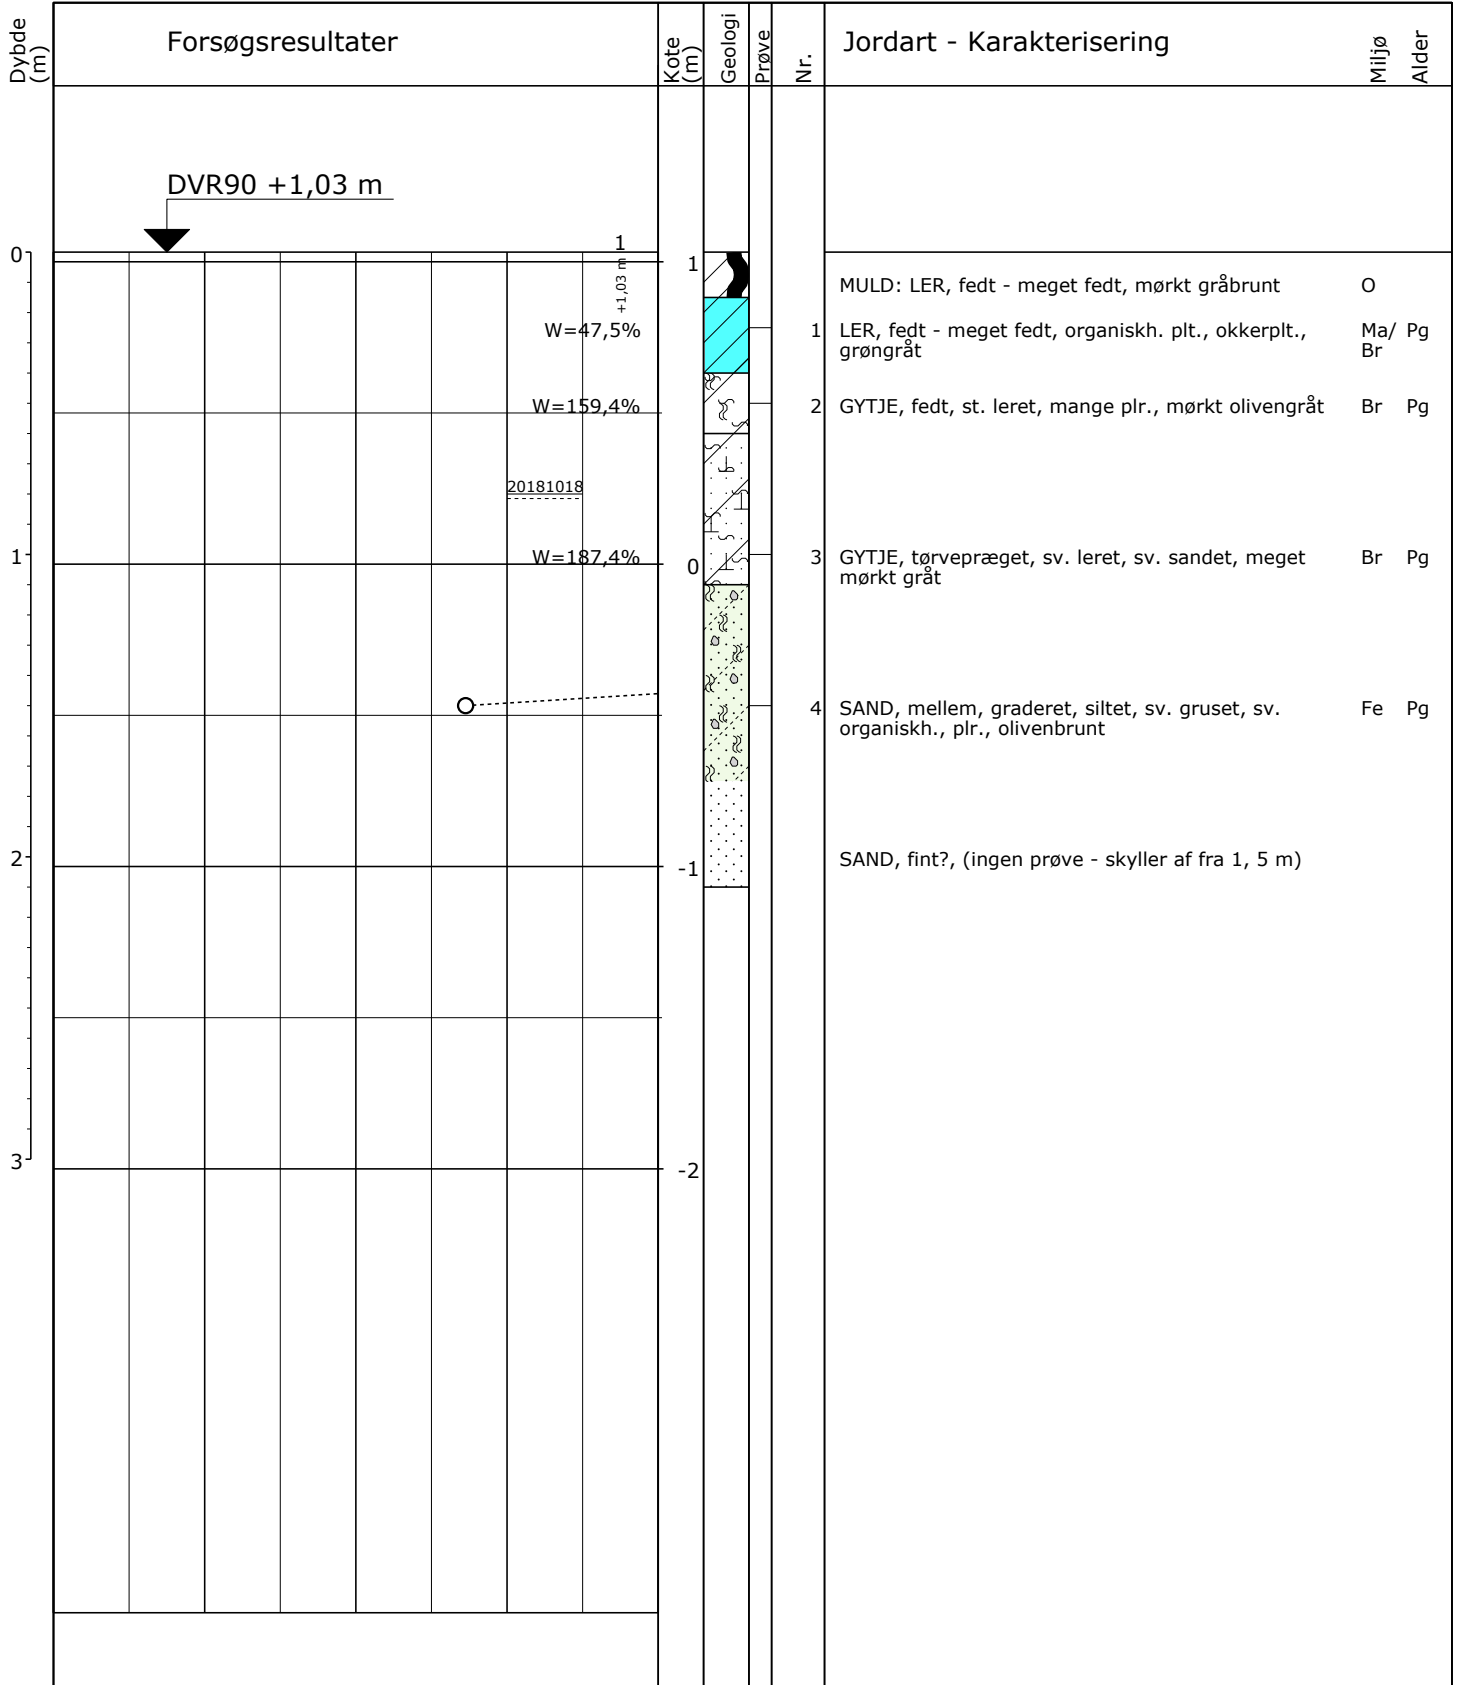 Dybde
(m)
Forsøgsresultater
Kote
(m)
Geologi
Prøve
Nr.
Jordart - Karakterisering
Miljø
Alder
DVR90 +1,03 m
1
+1,03 m
0
1
MULD: LER, fedt - meget fedt, mørkt gråbrunt O
W=47,5% 1 LER, fedt - meget fedt, organiskh. plt., okkerplt., Ma/ Pg
grøngråt Br
W=159,4% 2 GYTJE, fedt, st. leret, mange plr., mørkt olivengråt Br Pg
20181018
1 W=187,4% 0 3 GYTJE, tørvepræget, sv. leret, sv. sandet, meget Br Pg
mørkt gråt
4 SAND, mellem, graderet, siltet, sv. gruset, sv. Fe Pg
organiskh., plr., olivenbrunt
2 -1 SAND, fint?, (ingen prøve - skyller af fra 1, 5 m)
3 -2